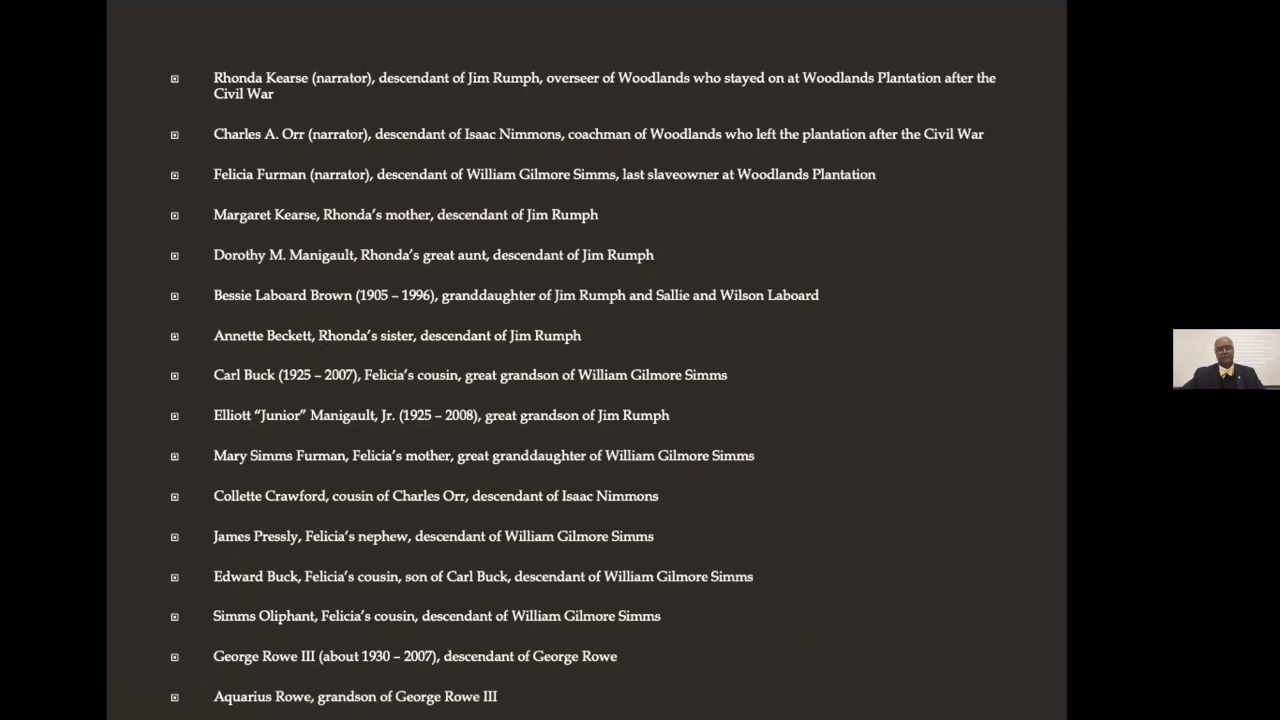 Rhonda Kearse (narrator), descendant of Jim Rumph, overseer of Woodlands who stayed on at Woodlands Plantation after the
Civil War
Charles A. Orr (narrator), descendant of Isaac Nimmons, coachman of Woodlands who left the plantation after the Civil War
Felicia Furman (narrator), descendant of William Gilmore Simms, last slaveowner at Woodlands Plantation
Margaret Kearse, Rhonda’s mother, descendant of Jim Rumph
Dorothy M. Manigault, Rhonda’s great aunt, descendant of Jim Rumph
Bessie Laboard Brown (1905 – 1996), granddaughter of Jim Rumph and Sallie and Wilson Laboard
Annette Beckett, Rhonda’s sister, descendant of Jim Rumph
Carl Buck (1925 – 2007), Felicia’s cousin, great grandson of William Gilmore Simms
Elliott “Junior” Manigault, Jr. (1925 – 2008), great grandson of Jim Rumph
Mary Simms Furman, Felicia’s mother, great granddaughter of William Gilmore Simms
Collette Crawford, cousin of Charles Orr, descendant of Isaac Nimmons
James Pressly, Felicia’s nephew, descendant of William Gilmore Simms
Edward Buck, Felicia’s cousin, son of Carl Buck, descendant of William Gilmore Simms
Simms Oliphant, Felicia’s cousin, descendant of William Gilmore Simms
George Rowe III (about 1930 – 2007), descendant of George Rowe
Aquarius Rowe, grandson of George Rowe III